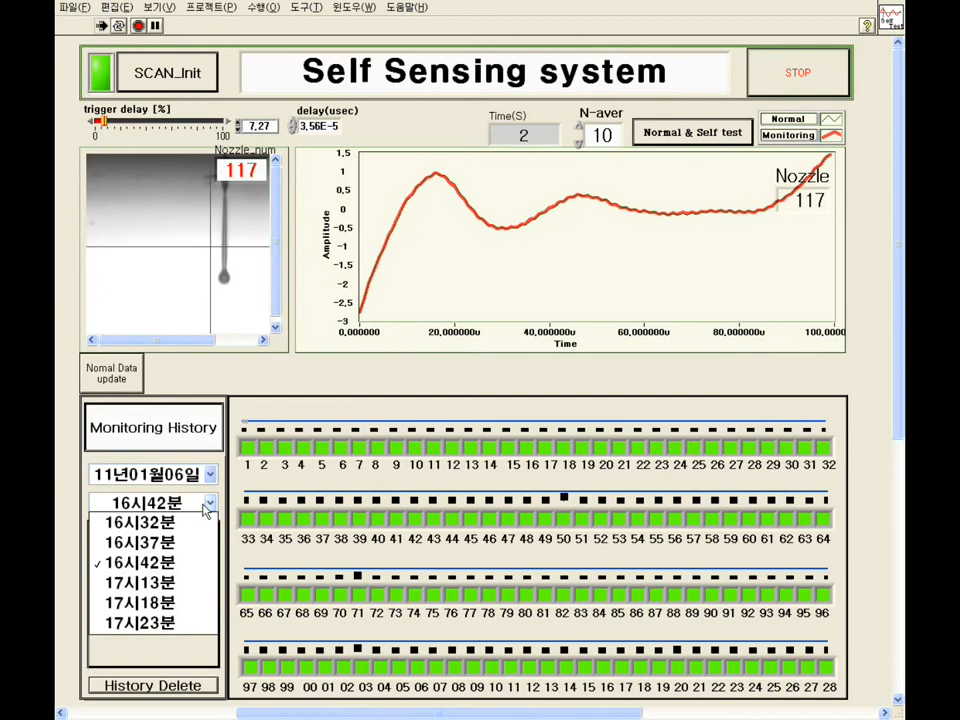 파일(F) 편집(E) 보기(V) 프로젝트(P) 수행(O) 도구(T) 윈도우(W) 도움말(H)
SCAN_Init
Self Sensing system
STOP
trigger delay [%]
7,27
0 100
delay(usec)
3,56E-5
Time(S)
2
N-aver
10
Normal & Self test
Normal
Monitoring
Nozzle_num
117
Nozzle
117
Amplitude
1,5
1
0,5
0
-0,5
-1
-1,5
-2
-2,5
-3
0,000000 20,000000u 40,000000u 60,000000u 80,000000u 100,0000
Time
Nomal Data
update
Monitoring History
11년01월06일
16시42분
16시32분
16시37분
✓ 16시42분
17시13분
17시18분
17시23분
History Delete
1 2 3 4 5 6 7 8 9 10 11 12 13 14 15 16 17 18 19 20 21 22 23 24 25 26 27 28 29 30 31 32
33 34 35 36 37 38 39 40 41 42 43 44 45 46 47 48 49 50 51 52 53 54 55 56 57 58 59 60 61 62 63 64
65 66 67 68 69 70 71 72 73 74 75 76 77 78 79 80 81 82 83 84 85 86 87 88 89 90 91 92 93 94 95 96
97 98 99 00 01 02 03 04 05 06 07 08 09 10 11 12 13 14 15 16 17 18 19 20 21 22 23 24 25 26 27 28